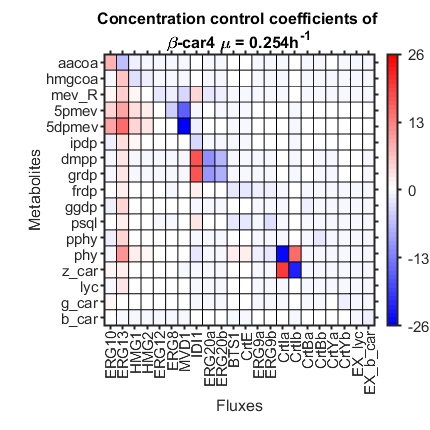 Concentration control coefficients of
β-car4 μ = 0.254h⁻¹
aacoa
hmgcoa
mev_R
5pmev
5dpmev
ipdp
dmpp
grdp
frdp
ggdp
psql
pphy
phy
z_car
lyc
g_car
b_car
Metabolites
ERG10
ERG13
HMG1
HMG2
ERG12
ERG8
MVD1
IDI1
ERG20a
ERG20b
BTS1
CrtE
ERG9a
ERG9b
CrtIa
CrtIb
CrtBa
CrtBb
CrtYa
CrtYb
EX_lyc
EX_b_car
Fluxes
26
13
0
-13
-26